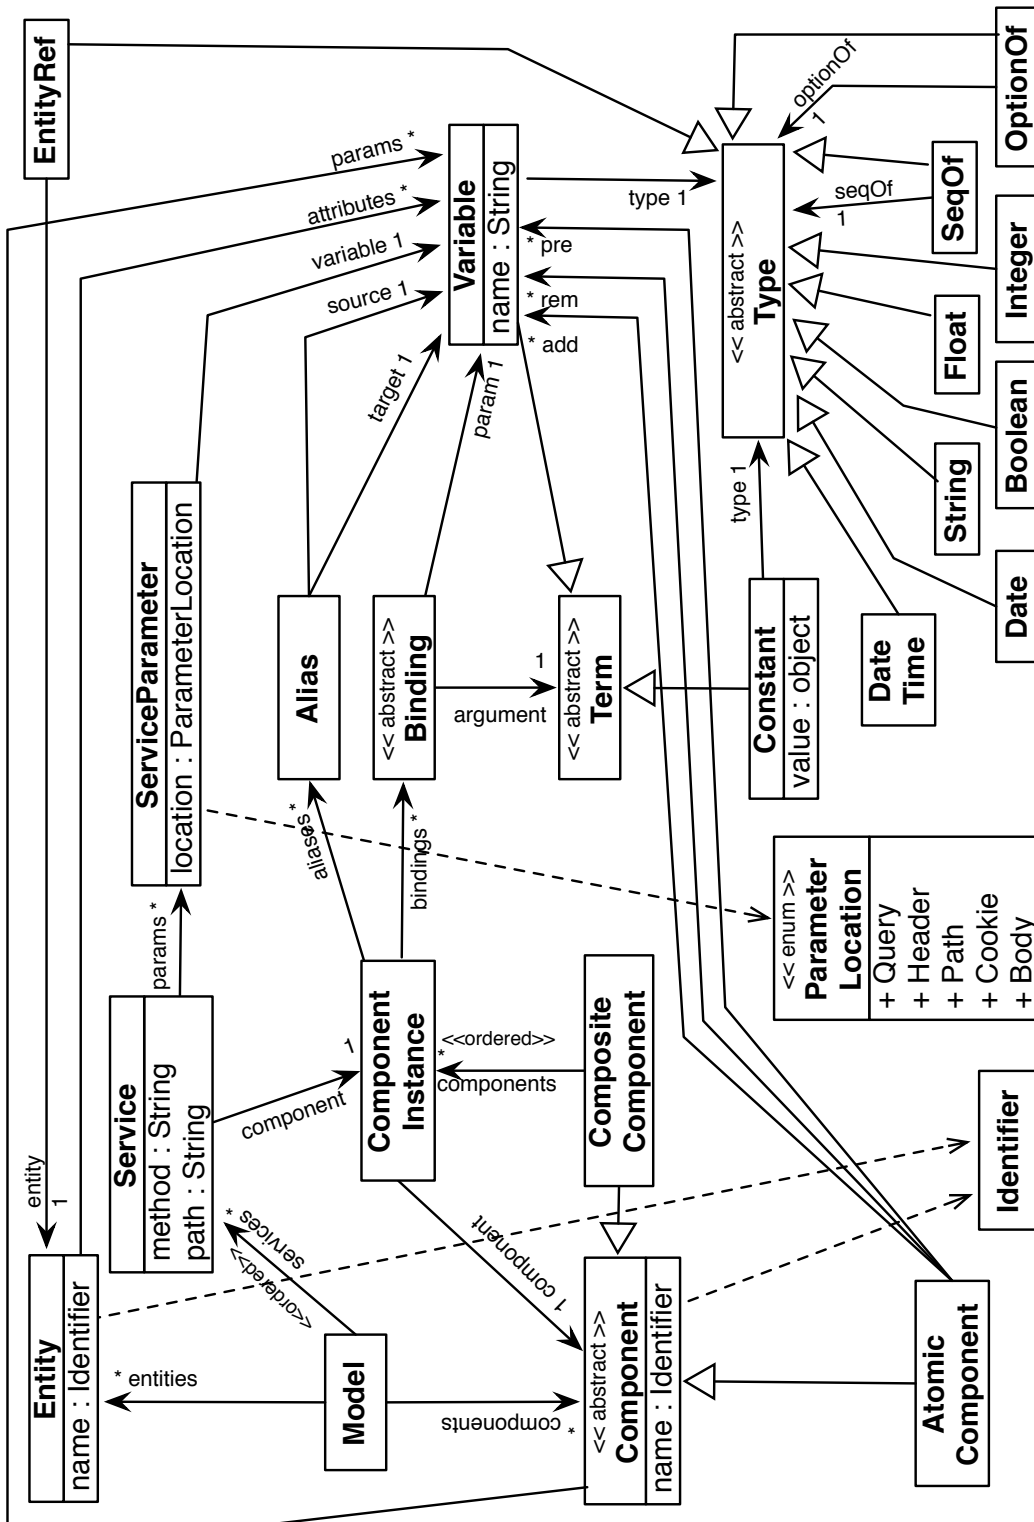 Entity
name : Identifier
entity
1
EntityRef
* entities
Model
<<ordered>>
* services
Service
method : String
path : String
params *
ServiceParameter
location : ParameterLocation
variable 1
attributes *
params *
component
1
Component
Instance
aliases *
Alias
source 1
target 1
bindings *
<< abstract >>
Binding
param 1
Variable
name : String
argument
1
<< abstract >>
Term
* pre
* rem
* add
type 1
components
*
<< abstract >>
Component
name : Identifier
1 component
<<ordered>>
*
components
Composite
Component
Atomic
Component
Identifier
<< enum >>
Parameter
Location
+ Query
+ Header
+ Path
+ Cookie
+ Body
Constant
value : object
type 1
<< abstract >>
Type
optionOf
1
seqOf
1
Date
Time
Date
String
Boolean
Float
Integer
SeqOf
OptionOf